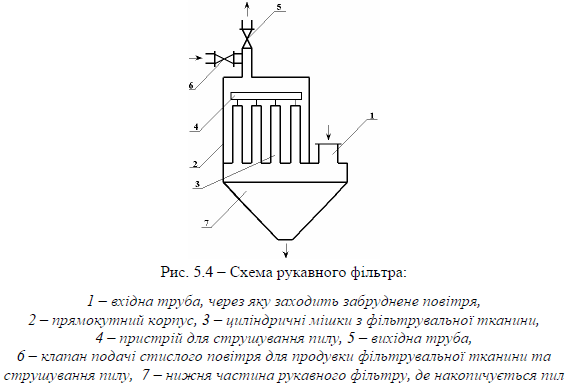 5
6
4
1
2
3
7
Рис. 5.4 – Схема рукавного фільтра:
1 – вхідна труба, через яку заходить забруднене повітря,
2 – прямокутний корпус, 3 – циліндричні мішки з фільтрувальної тканини,
4 – пристрій для струшування пилу, 5 – вихідна труба,
6 – клапан подачі стислого повітря для продувки фільтрувальної тканини та
струшування пилу, 7 – нижня частина рукавного фільтру, де накопичується пил